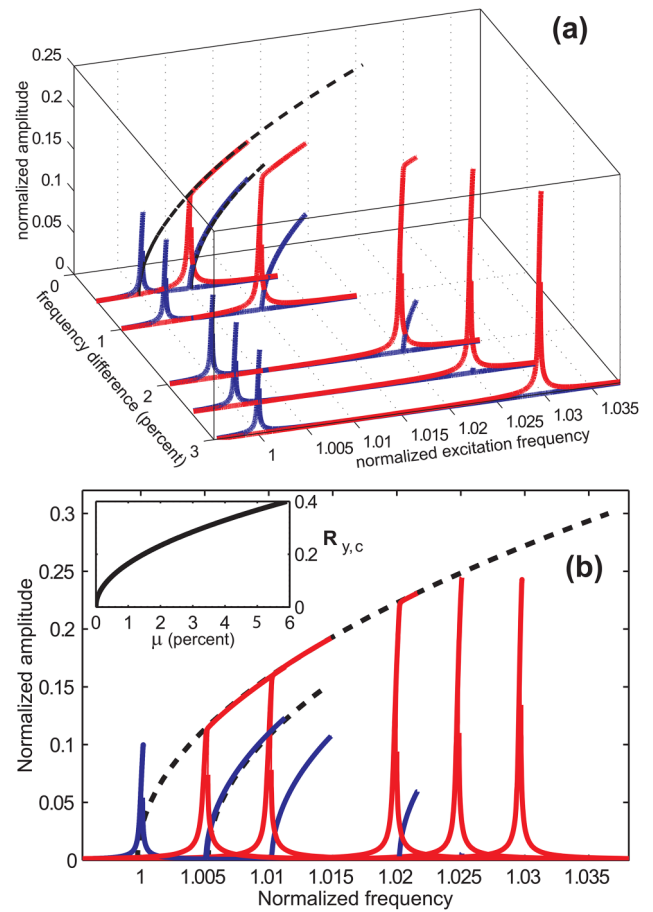 (a)
0.25
0.2
0.15
0.1
0.05
0
normalized amplitude
0
1
2
3
frequency difference (percent)
1
1.005
1.01
1.015
1.02
1.025
1.03
1.035
normalized excitation frequency
(b)
0.3
0.25
0.2
0.15
0.1
0.05
0
Normalized amplitude
0.4
0.2
0
R y,c
0 1 2 3 4 5 6
μ (percent)
1 1.005 1.01 1.015 1.02 1.025 1.03 1.035
Normalized frequency